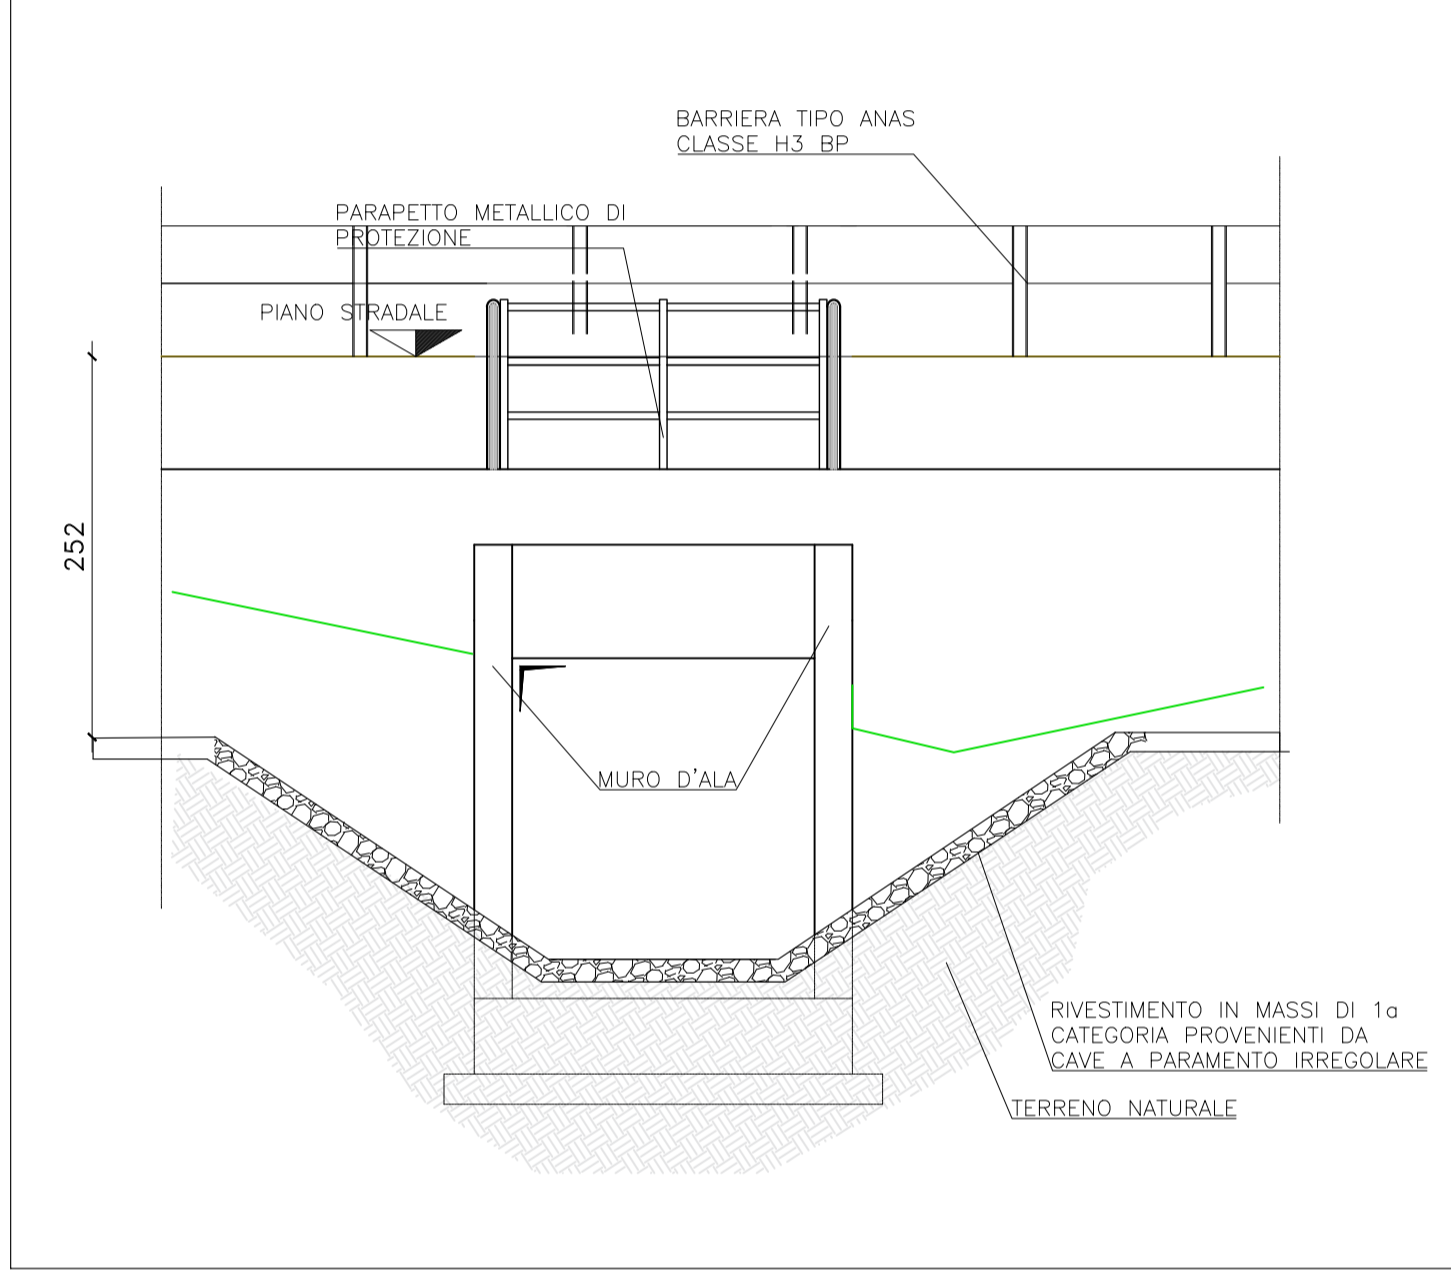 BARRIERA TIPO ANAS
CLASSE H3 BP
PARAPETTO METALLICO DI
PROTEZIONE
PIANO STRADALE
252
MURO D'ALA
RIVESTIMENTO IN MASSI DI 1a
CATEGORIA PROVENIENTI DA
CAVE A PARAMENTO IRREGOLARE
TERRENO NATURALE